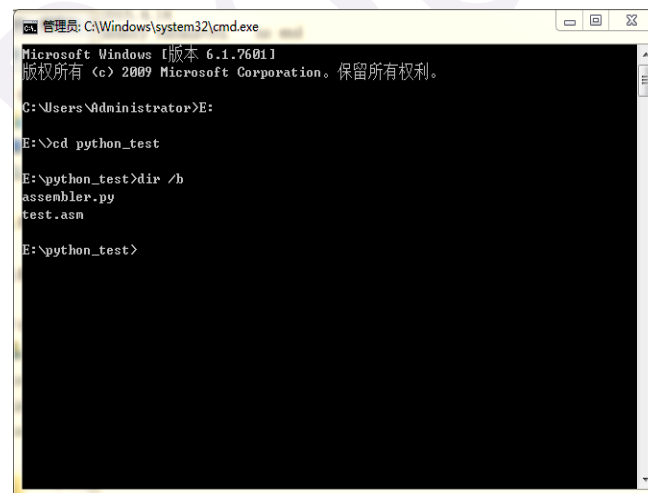 管理员: C:\Windows\system32\cmd.exe
Microsoft Windows [版本 6.1.7601]
版权所有 (c) 2009 Microsoft Corporation。保留所有权利。
C:\Users\Administrator>E:
E:\>cd python_test
E:\python_test>dir /b
assembler.py
test.asm
E:\python_test>